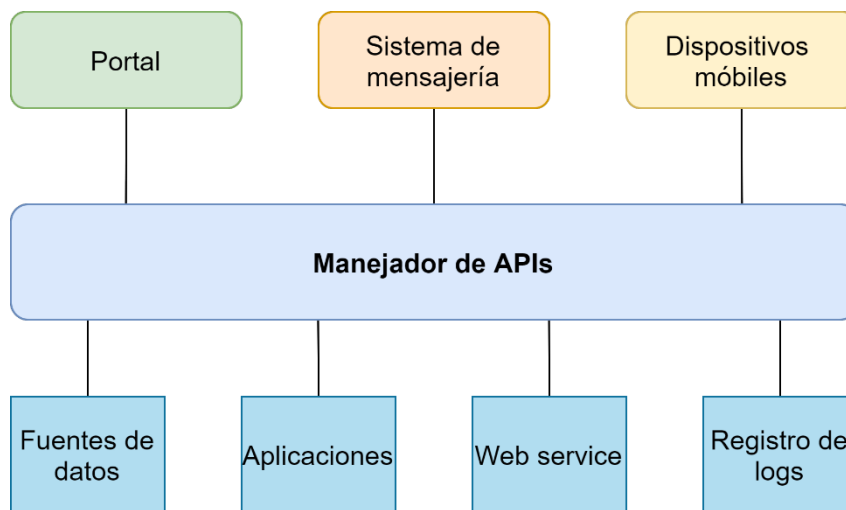 Portal
Sistema de
mensajería
Dispositivos
móbiles
Manejador de APIs
Fuentes de
datos
Aplicaciones
Web service
Registro de
logs